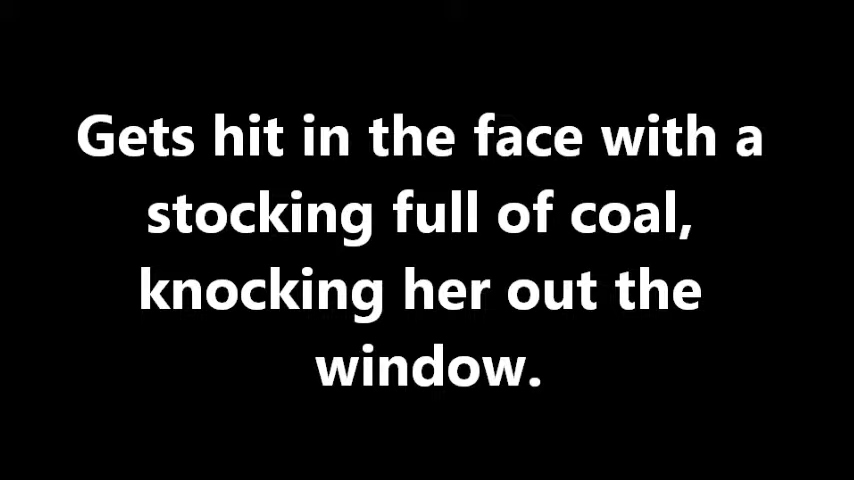 Gets hit in the face with a
stocking full of coal,
knocking her out the
window.